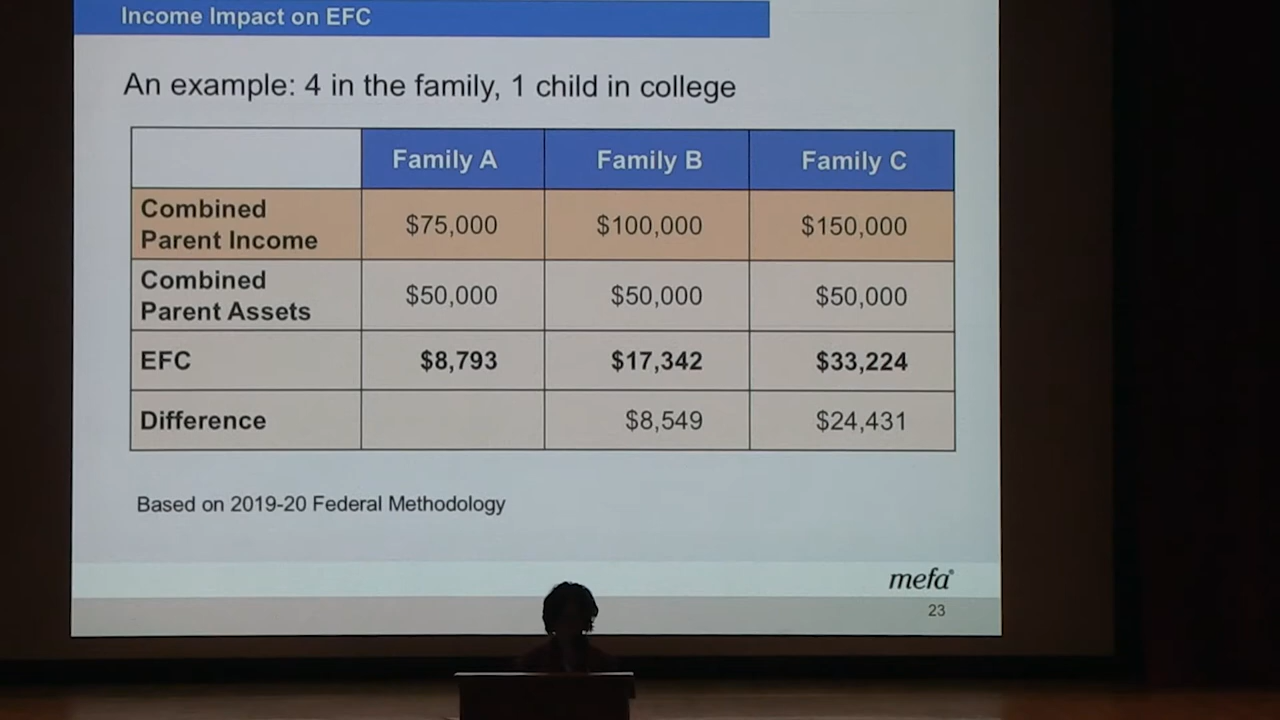 Income Impact on EFC
An example: 4 in the family, 1 child in college
Family A Family B Family C
Combined
Parent Income $75,000 $100,000 $150,000
Combined
Parent Assets $50,000 $50,000 $50,000
EFC $8,793 $17,342 $33,224
Difference $8,549 $24,431
Based on 2019-20 Federal Methodology
mefa®
23